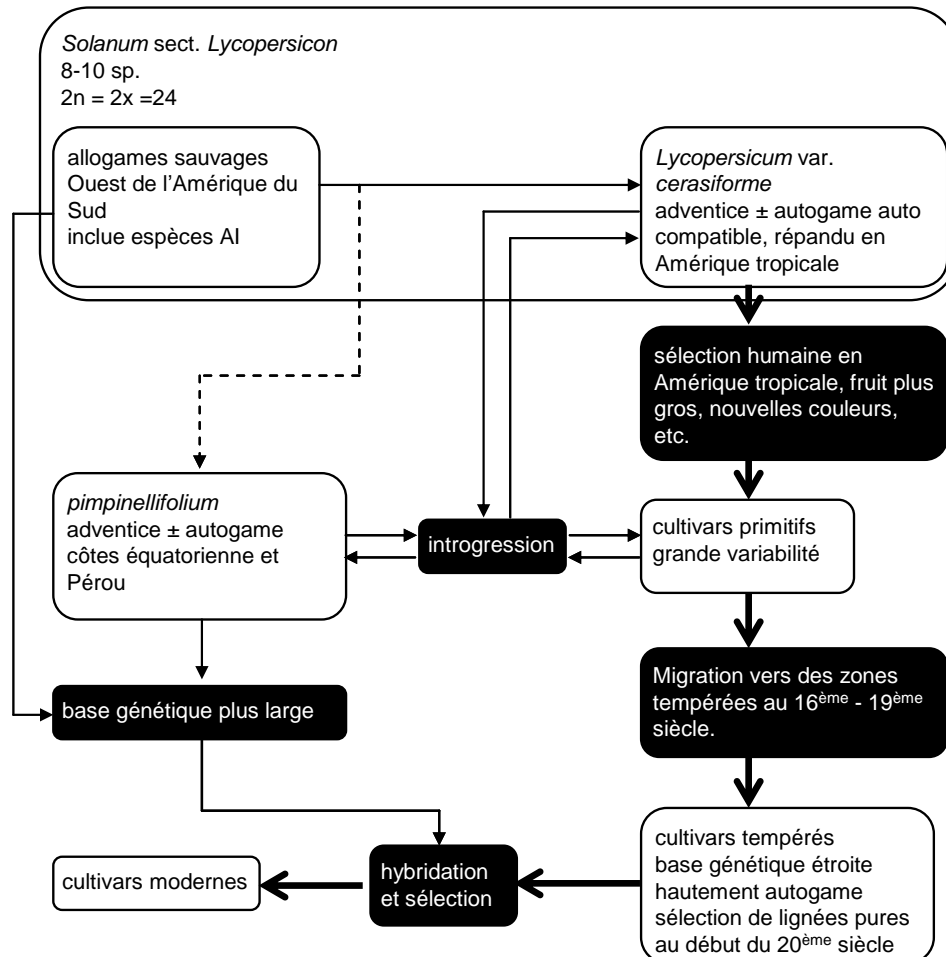 Solanum sect. Lycopersicon
8-10 sp.
2n = 2x =24
allogames sauvages
Ouest de l'Amérique du
Sud
inclue espèces AI
Lycopersicum var.
cerasiforme
adventice ± autogame auto
compatible, répandu en
Amérique tropicale
sélection humaine en
Amérique tropicale, fruit plus
gros, nouvelles couleurs,
etc.
pimpinellifolium
adventice ± autogame
côtes équatorienne et
Pérou
introgression
cultivars primitifs
grande variabilité
base génétique plus large
Migration vers des zones
tempérées au 16ème - 19ème
siècle.
cultivars modernes
hybridation
et sélection
cultivars tempérés
base génétique étroite
hautement autogame
sélection de lignées pures
au début du 20ème siècle